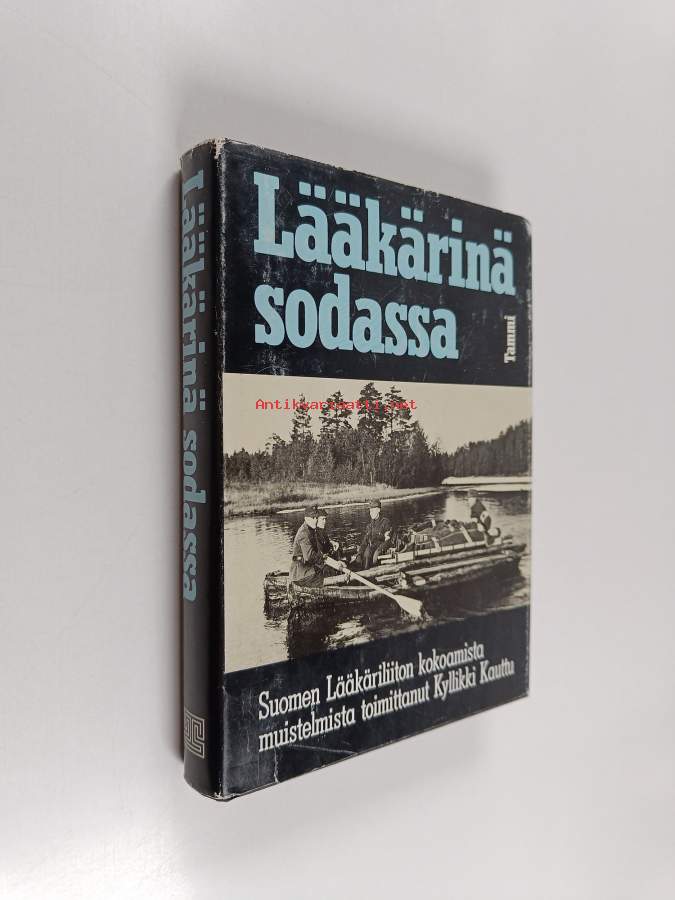 Lääkärinä
sodassa
Tammi
Antikvariaatti.net
Suomen Lääkäriliiton kokoamista
muistelmista toimittanut Kyllikki Kauttu
Lääkärinä sodassa